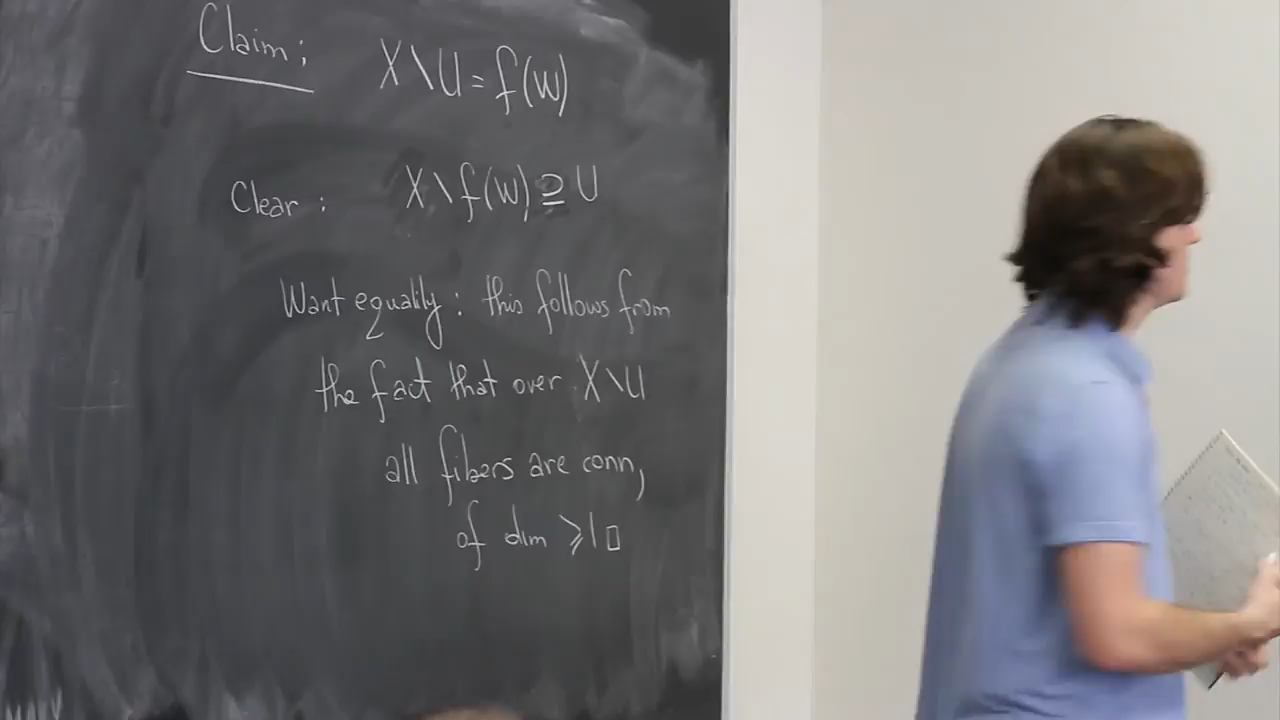 Claim: X\U = f(W)
Clear: X\f(W) ⊇ U
Want equality: this follows from
the fact that over X\U
all fibers are conn,
of dim ⩾1 □